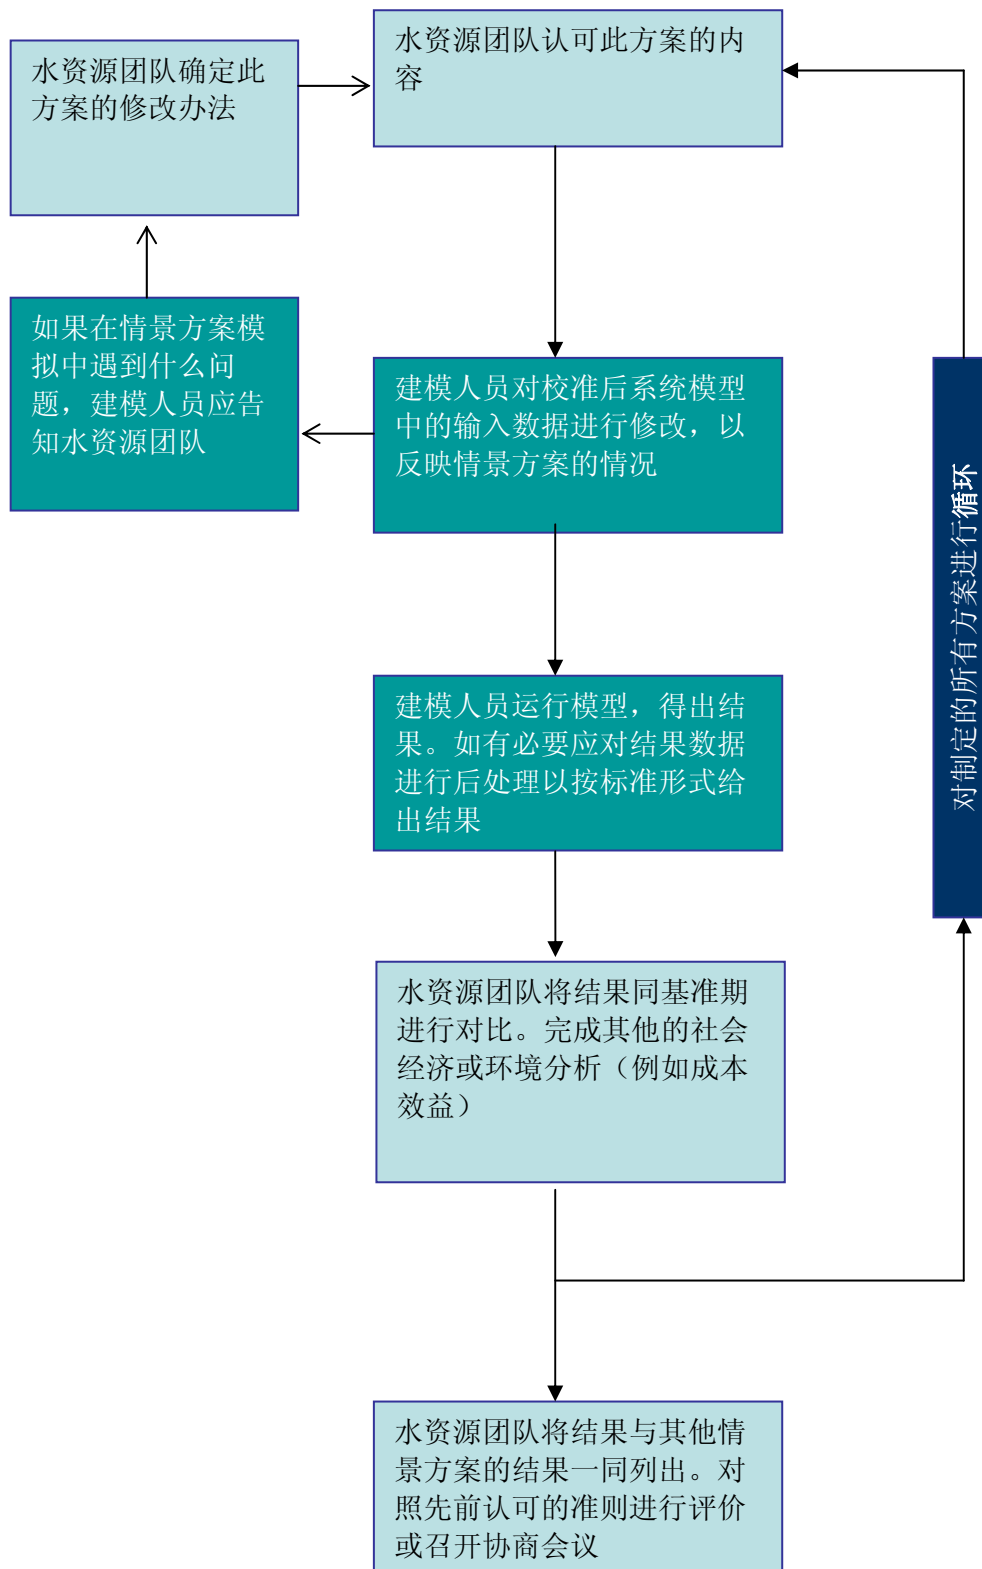 水资源团队认可此方案的内
容
水资源团队确定此
方案的修改办法
如果在情景方案模
拟中遇到什么问
题，建模人员应告
知水资源团队
建模人员对校准后系统模型
中的输入数据进行修改，以
反映情景方案的情况
建模人员运行模型，得出结
果。如有必要应对结果数据
进行后处理以按标准形式给
出结果
水资源团队将结果同基准期
进行对比。完成其他的社会
经济或环境分析（例如成本
效益）
水资源团队将结果与其他情
景方案的结果一同列出。对
照先前认可的准则进行评价
或召开协商会议
对制定的所有方案进行循环